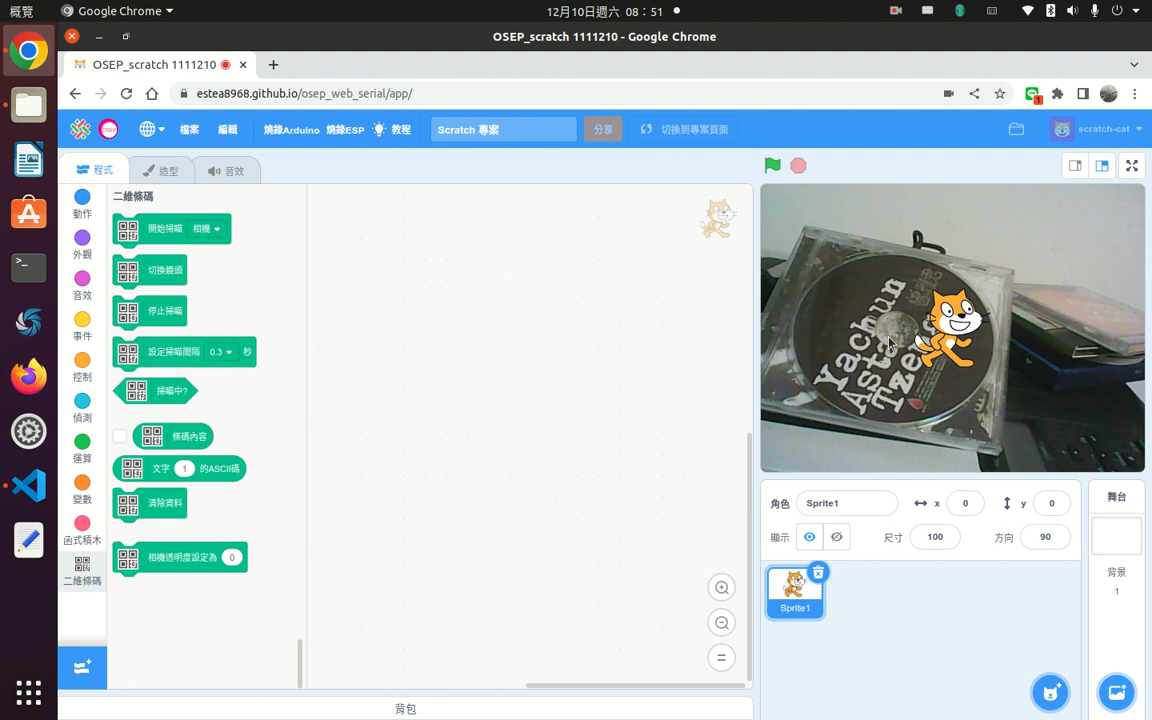 概覽
Google Chrome
12月10日週六 08：51
OSEP_scratch 1111210 - Google Chrome
OSEP_scratch 1111210
estea8968.github.io/osep_web_serial/app/
1
OSEP
檔案
編輯
燒錄Arduino
燒錄ESP
教程
Scratch 專案
分享
切換到專案頁面
scratch-cat
程式
造型
音效
動作
外觀
音效
事件
控制
偵測
運算
變數
函式積木
二維條碼
二維條碼
開始掃瞄 相機
切換鏡頭
停止掃瞄
設定掃瞄間隔 0.3 秒
掃瞄中?
條碼內容
文字 1 的ASCII碼
清除資料
相機透明度設定為 0
Yachun
Asta
Tze
角色
Sprite1
x
0
y
0
顯示
尺寸
100
方向
90
Sprite1
舞台
背景
1
背包